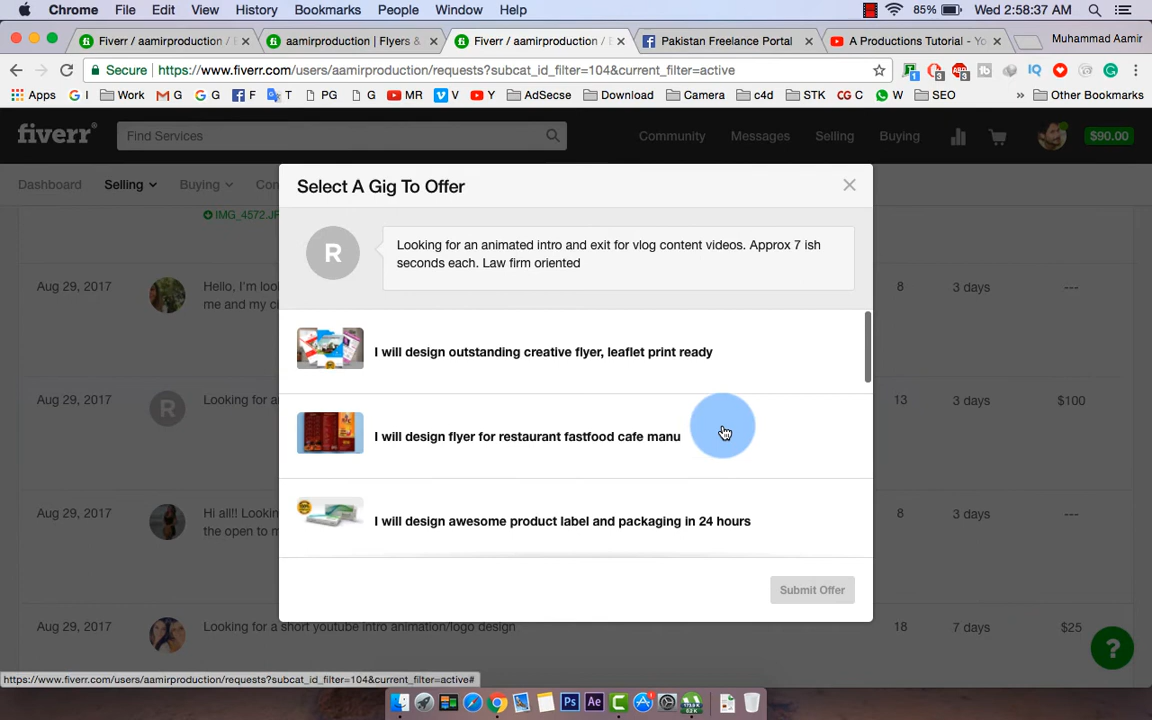 Chrome File Edit View History Bookmarks People Window Help 85% Wed 2:58:37 AM
Fiverr / aamirproduction / E × aamirproduction | Flyers & × Fiverr / aamirproduction / E × Pakistan Freelance Portal × A Productions Tutorial - Yo × Muhammad Aamir
Secure https://www.fiverr.com/users/aamirproduction/requests?subcat_id_filter=104&current_filter=active
Apps G I Work G G F T PG G MR V Y AdSecse Download Camera c4d STK CG C W SEO » Other Bookmarks
fiverr Find Services Community Messages Selling Buying $90.00
Dashboard Selling Buying Con
Select A Gig To Offer ×
IMG_4572.JP
R
Looking for an animated intro and exit for vlog content videos. Approx 7 ish
seconds each. Law firm oriented
Aug 29, 2017 Hello, I'm loo 8 3 days ---
me and my ci
I will design outstanding creative flyer, leaflet print ready
Aug 29, 2017 R Looking for a 13 3 days $100
I will design flyer for restaurant fastfood cafe manu
Aug 29, 2017 Hi all!! Lookin 8 3 days ---
the open to m
I will design awesome product label and packaging in 24 hours
Submit Offer
Aug 29, 2017 Looking for a short youtube intro animation/logo design 18 7 days $25
?
https://www.fiverr.com/users/aamirproduction/requests?subcat_id_filter=104&current_filter=active#
Ps Ae